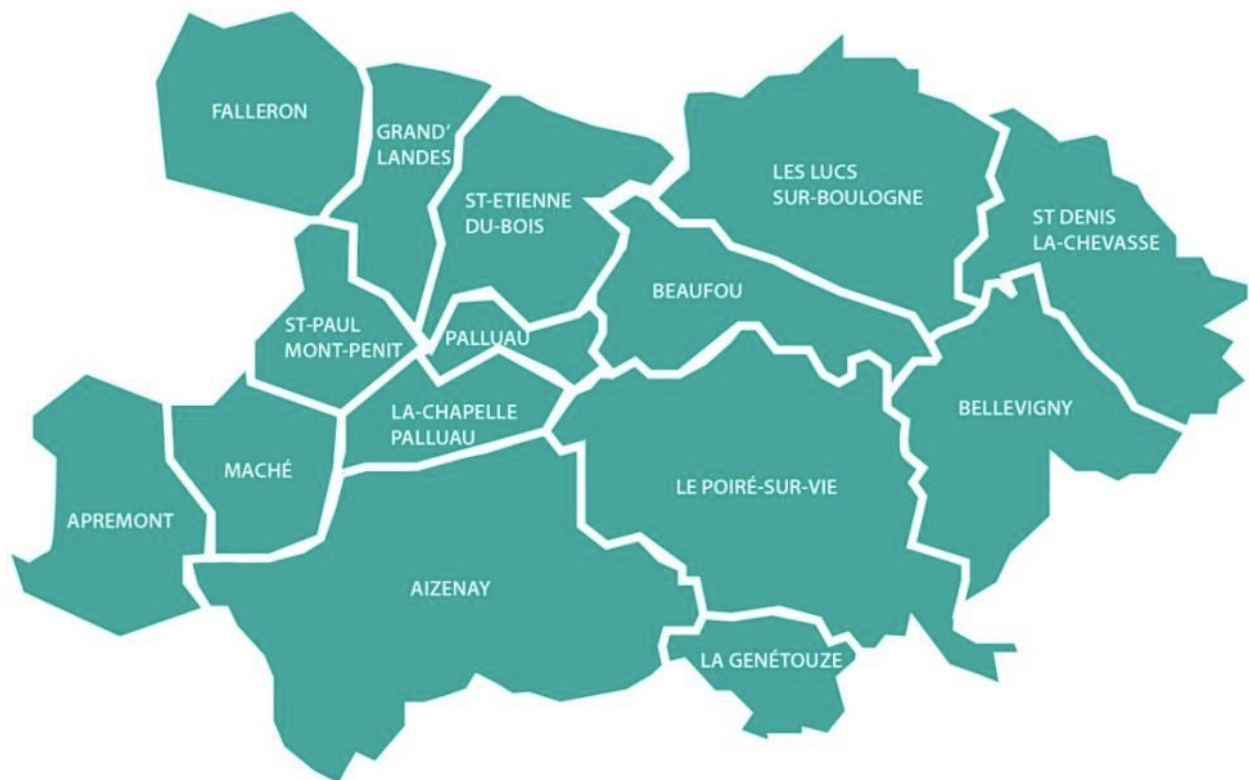 FALLERON
GRAND'
LANDES
ST-ETIENNE
DU-BOIS
LES LUCS
SUR-BOULOGNE
ST DENIS
LA-CHEVASSE
BEAUFOU
ST-PAUL
MONT-PENIT
PALLUAU
LA-CHAPELLE
PALLUAU
BELLEVIGNY
MACHÉ
APREMONT
LE POIRÉ-SUR-VIE
AIZENAY
LA GENÉTOUZE